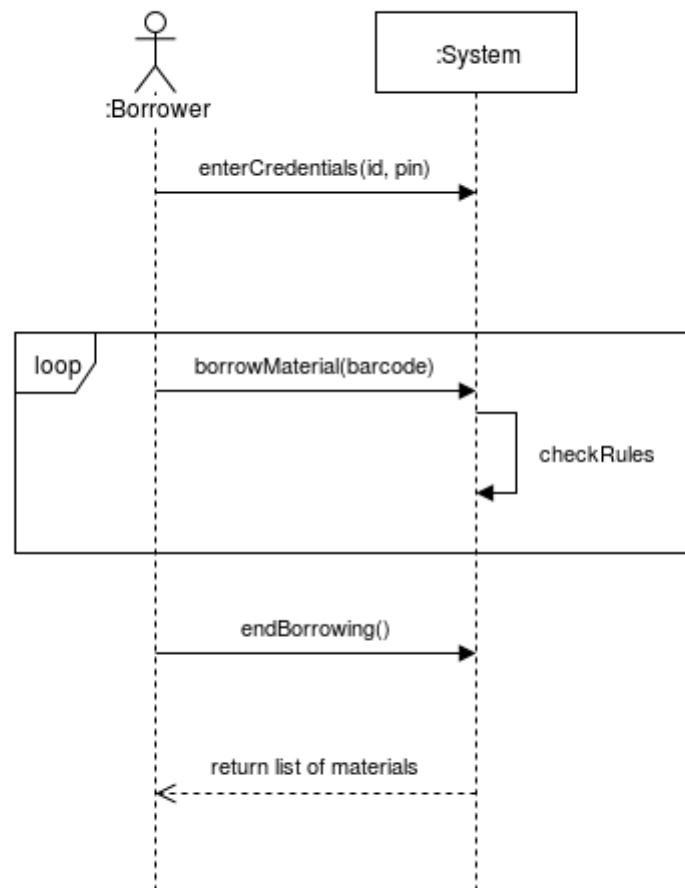 :System
:Borrower
enterCredentials(id, pin)
loop
borrowMaterial(barcode)
checkRules
endBorrowing()
return list of materials